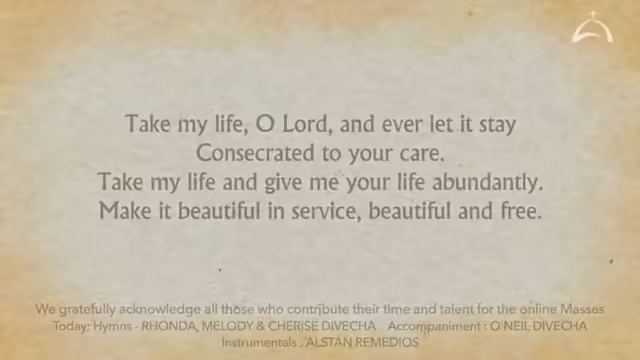 Take my life, O Lord, and ever let it stay
Consecrated to your care.
Take my life and give me your life abundantly.
Make it beautiful in service, beautiful and free.
We gratefully acknowledge all those who contribute their time and talent for the online Masses
Today: Hymns - RHONDA, MELODY & CHERISE DIVECHA Accompaniment : O'NEIL DIVECHA
Instrumentals : ALSTAN REMEDIOS